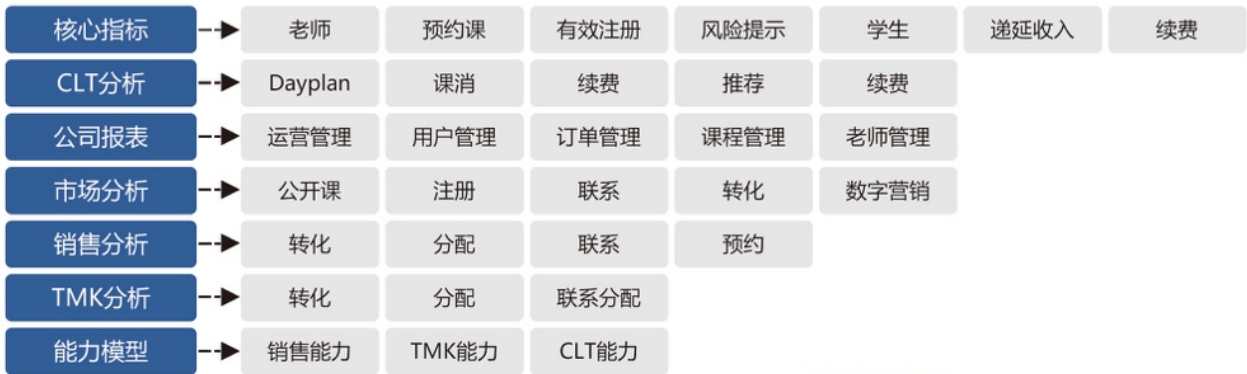 核心指标 老师 预约课 有效注册 风险提示 学生 递延收入 续费
CLT分析 Dayplan 课消 续费 推荐 续费
公司报表 运营管理 用户管理 订单管理 课程管理 老师管理
市场分析 公开课 注册 联系 转化 数字营销
销售分析 转化 分配 联系 预约
TMK分析 转化 分配 联系分配
能力模型 销售能力 TMK能力 CLT能力